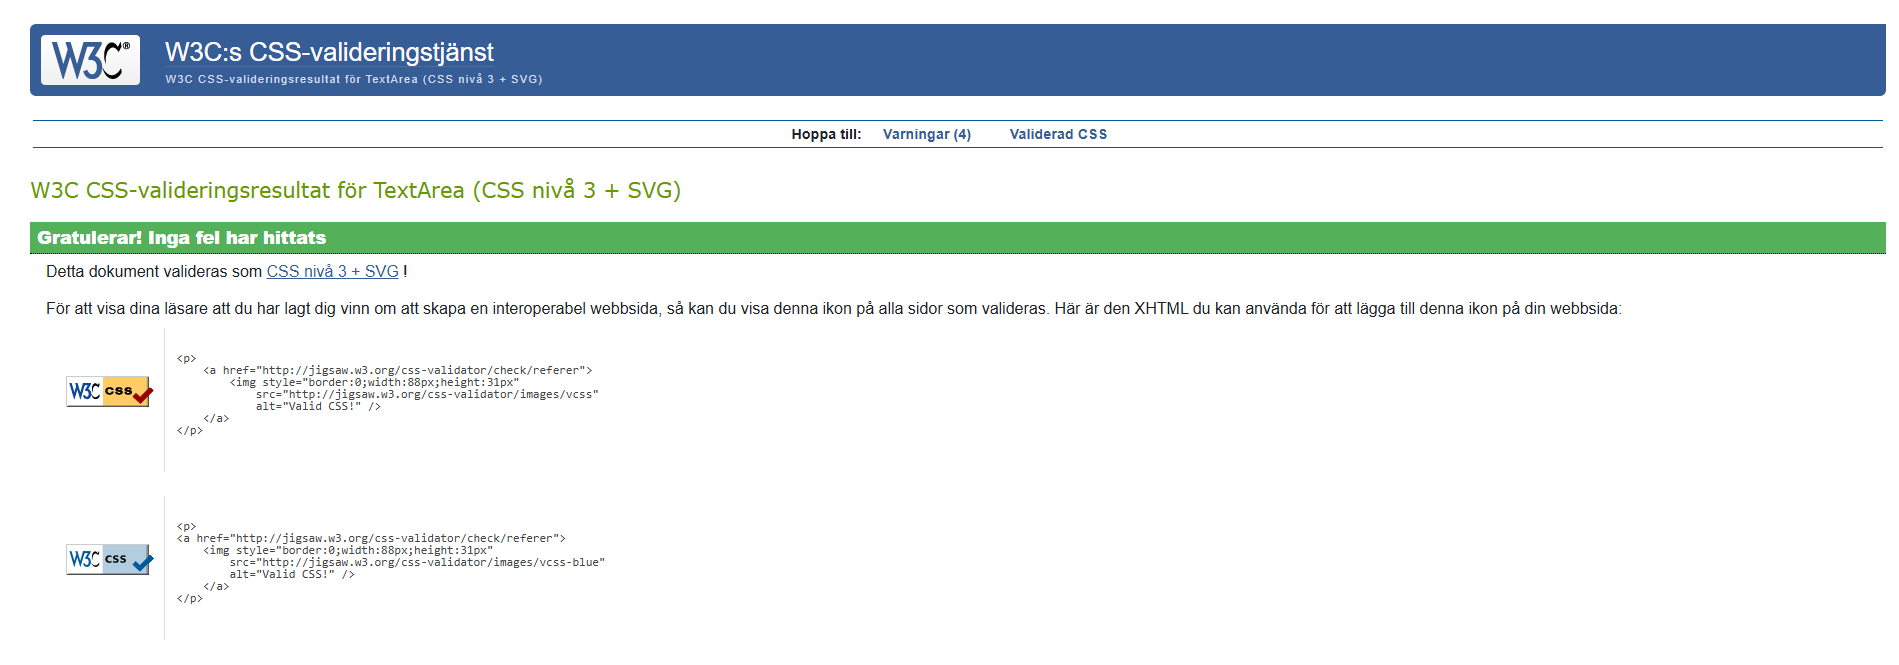 W3C®
W3C:s CSS-valideringstjänst
W3C CSS-valideringsresultat för TextArea (CSS nivå 3 + SVG)
Hoppa till: Varningar (4) Validerad CSS
W3C CSS-valideringsresultat för TextArea (CSS nivå 3 + SVG)
Gratulerar! Inga fel har hittats
Detta dokument valideras som CSS nivå 3 + SVG !
För att visa dina läsare att du har lagt dig vinn om att skapa en interoperabel webbsida, så kan du visa denna ikon på alla sidor som valideras. Här är den XHTML du kan använda för att lägga till denna ikon på din webbsida:
W3C css
<p>
    <a href="http://jigsaw.w3.org/css-validator/check/referer">
        <img style="border:0;width:88px;height:31px"
            src="http://jigsaw.w3.org/css-validator/images/vcss"
            alt="Valid CSS!" />
    </a>
</p>
W3C css
<p>
<a href="http://jigsaw.w3.org/css-validator/check/referer">
    <img style="border:0;width:88px;height:31px"
        src="http://jigsaw.w3.org/css-validator/images/vcss-blue"
        alt="Valid CSS!" />
    </a>
</p>